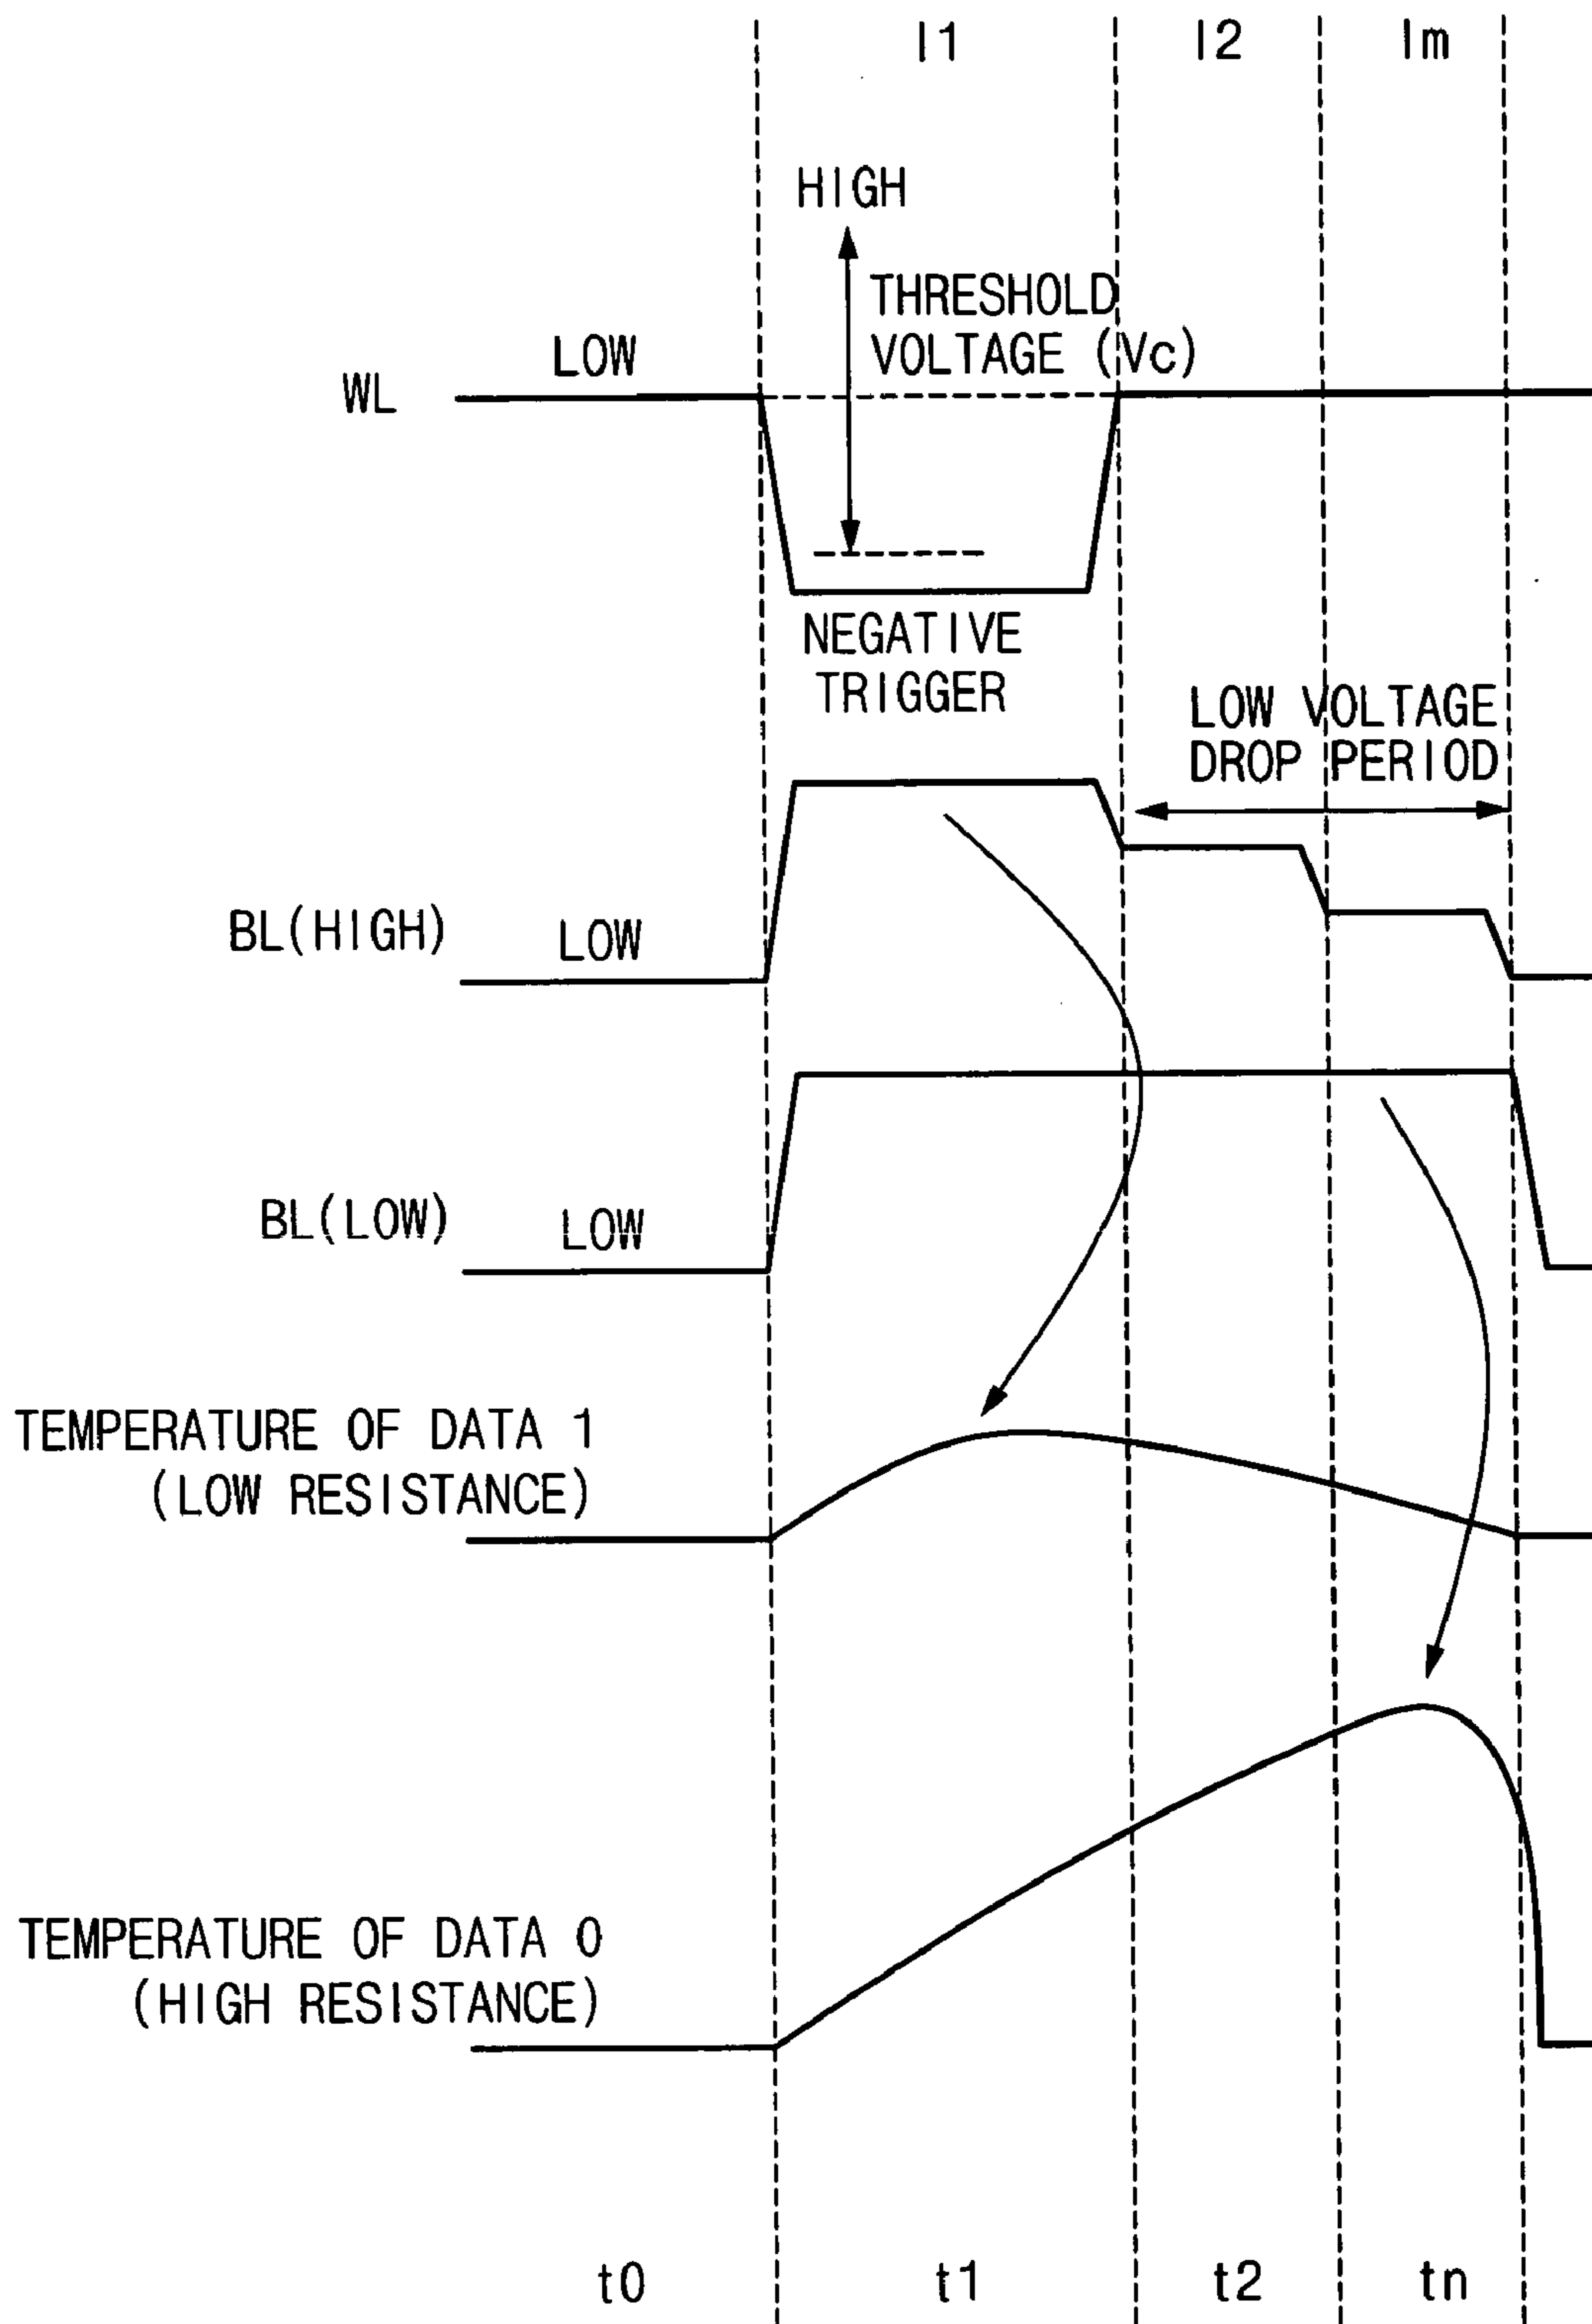 I1 I2 Im
HIGH
THRESHOLD
VOLTAGE (Vc)
LOW
WL
NEGATIVE
TRIGGER
LOW VOLTAGE
DROP PERIOD
BL(HIGH) LOW
BL(LOW) LOW
TEMPERATURE OF DATA 1
(LOW RESISTANCE)
TEMPERATURE OF DATA 0
(HIGH RESISTANCE)
t0 t1 t2 tn